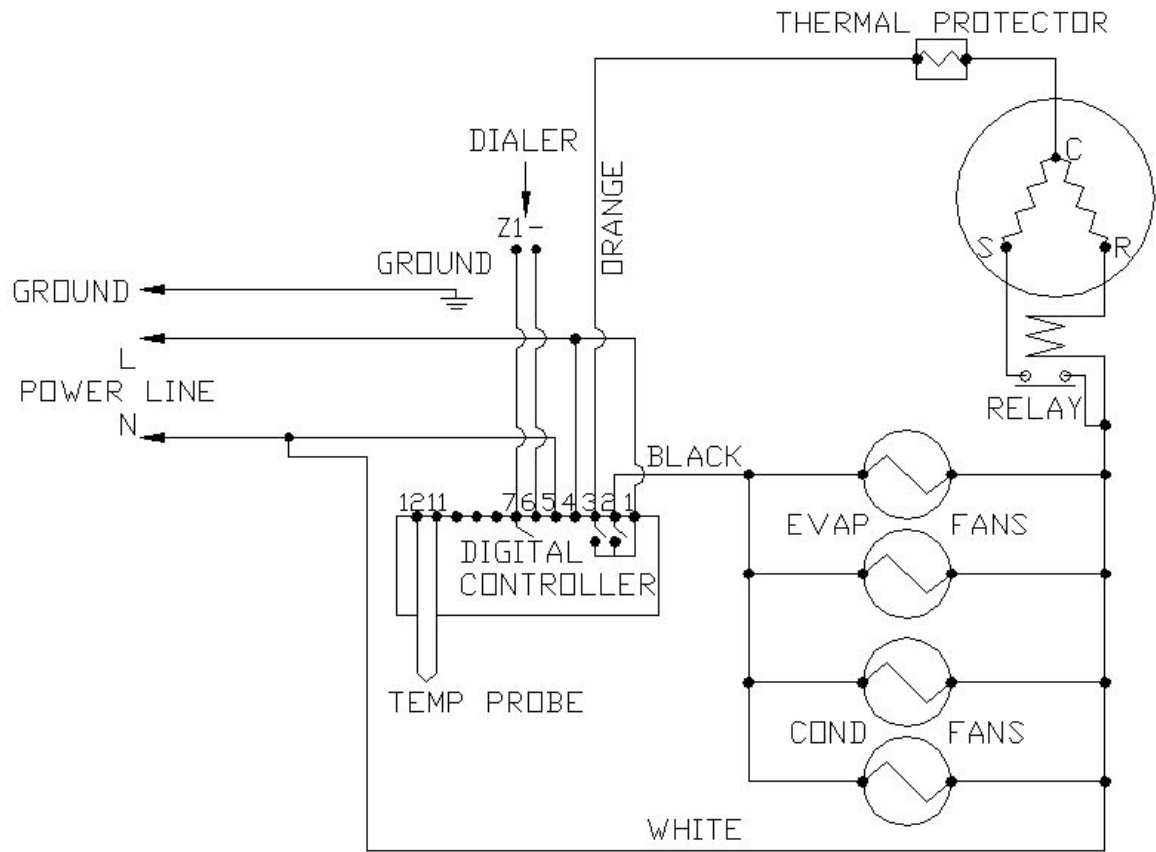 THERMAL PROTECTOR
DIALER
ORANGE
C
Z1 -
S
R
GROUND
GROUND
L
POWER LINE
N
RELAY
BLACK
12 11 7 6 5 4 3 2 1
EVAP FANS
DIGITAL
CONTROLLER
TEMP PROBE
COND FANS
WHITE